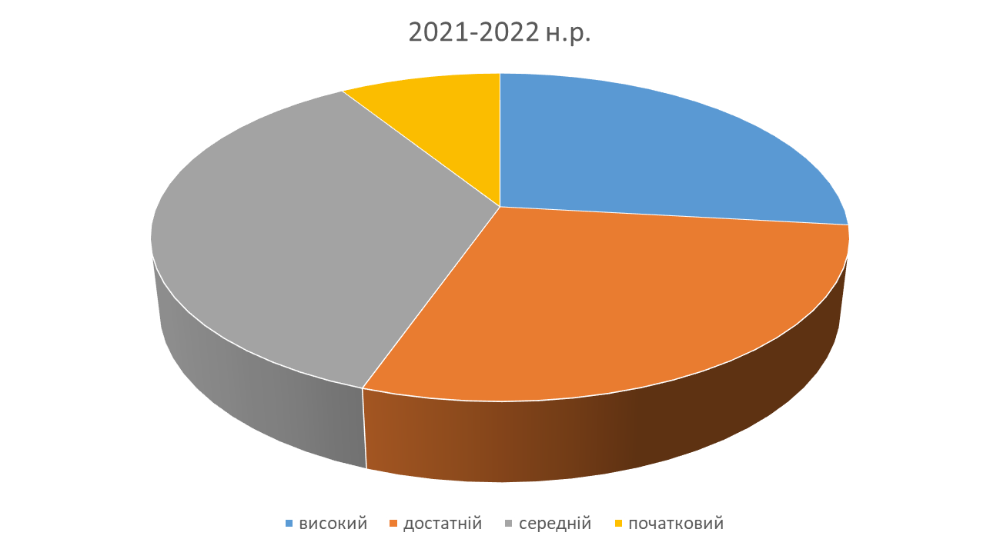 2021-2022 н.р.
високий достатній середній початковий